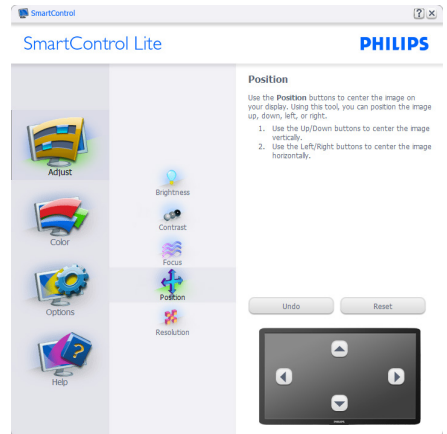 SmartControl
SmartControl Lite
PHILIPS
Adjust
Color
Options
Help
Brightness
Contrast
Focus
Position
Resolution
Position
Use the Position buttons to center the image on
your display. Using this tool, you can position the image
up, down, left, or right.
1. Use the Up/Down buttons to center the image
vertically.
2. Use the Left/Right buttons to center the image
horizontally.
Undo
Reset
PHILIPS